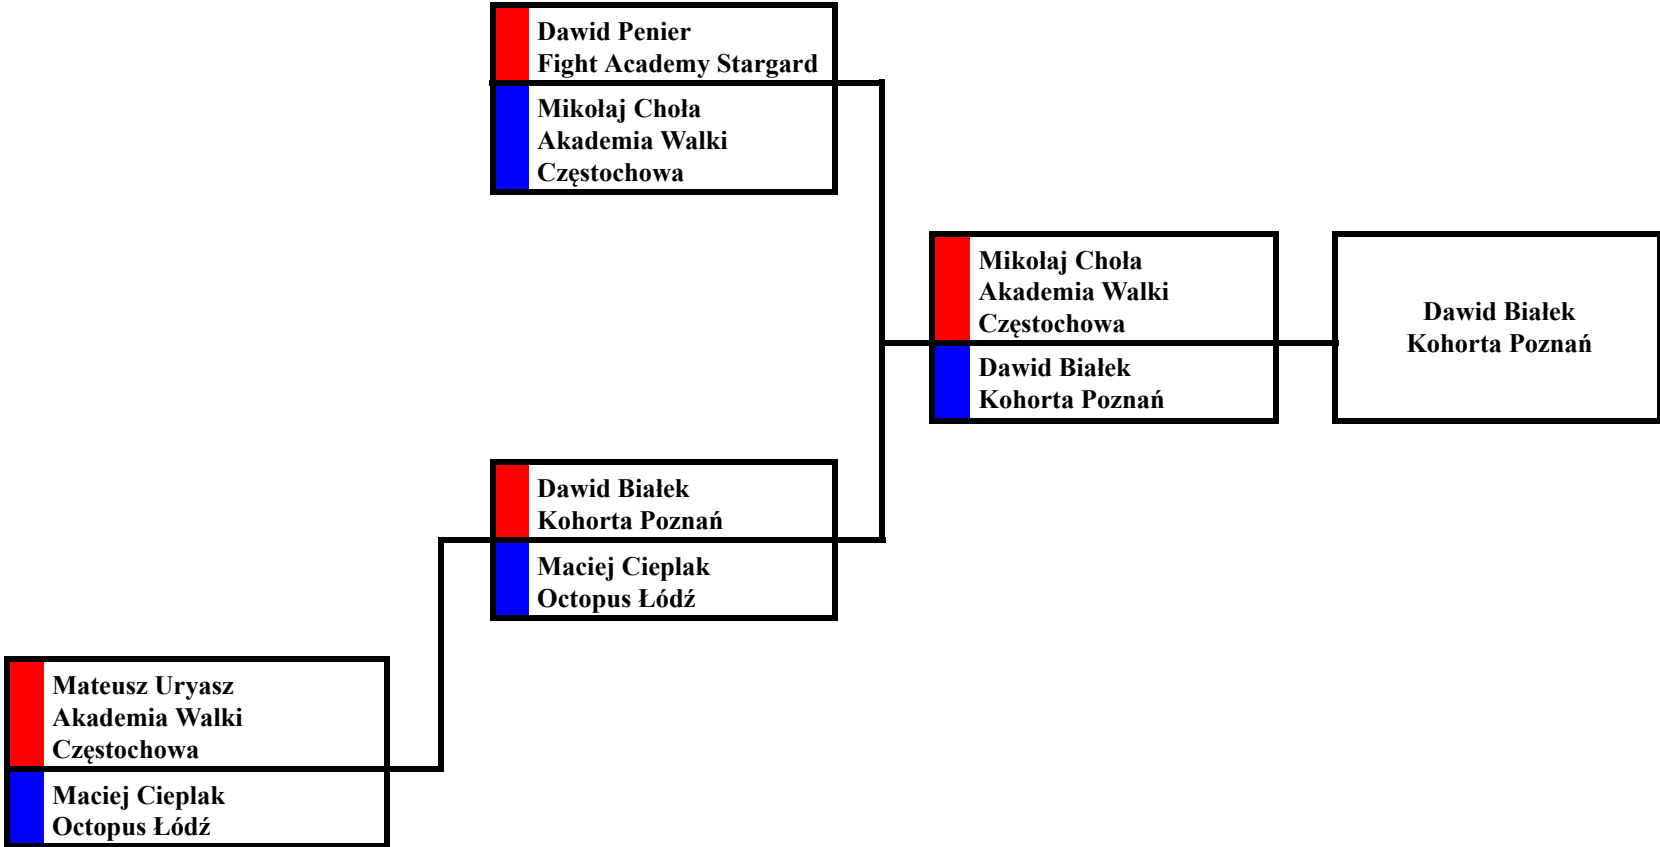 Dawid Penier
Fight Academy Stargard
Mikołaj Choła
Akademia Walki
Częstochowa
Mikołaj Choła
Akademia Walki
Częstochowa
Dawid Białek
Kohorta Poznań
Dawid Białek
Kohorta Poznań
Dawid Białek
Kohorta Poznań
Maciej Cieplak
Octopus Łódź
Mateusz Uryasz
Akademia Walki
Częstochowa
Maciej Cieplak
Octopus Łódź